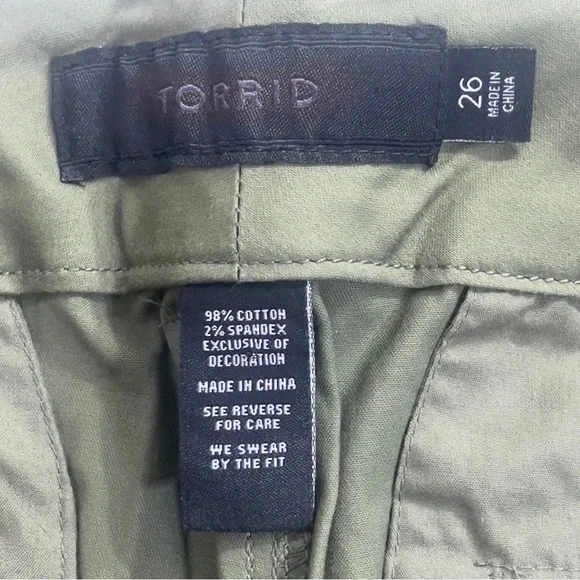 TORRID
26
MADE IN
CHINA
98% COTTON
2% SPANDEX
EXCLUSIVE OF
DECORATION
MADE IN CHINA
SEE REVERSE
FOR CARE
WE SWEAR
BY THE FIT